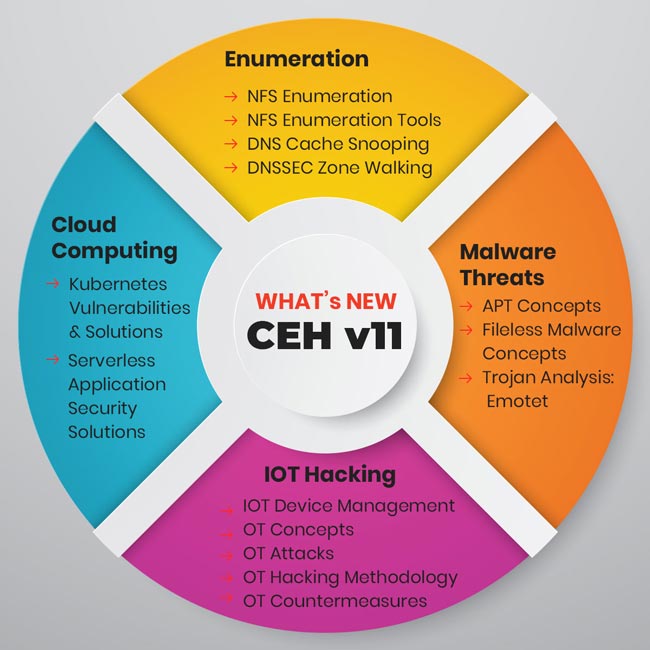 Enumeration
→ NFS Enumeration
→ NFS Enumeration Tools
→ DNS Cache Snooping
→ DNSSEC Zone Walking
Cloud
Computing
→ Kubernetes
Vulnerabilities
& Solutions
→ Serverless
Application
Security
Solutions
WHAT's NEW
CEH v11
Malware
Threats
→ APT Concepts
→ Fileless Malware
Concepts
→ Trojan Analysis:
Emotet
IOT Hacking
→ IOT Device Management
→ OT Concepts
→ OT Attacks
→ OT Hacking Methodology
→ OT Countermeasures